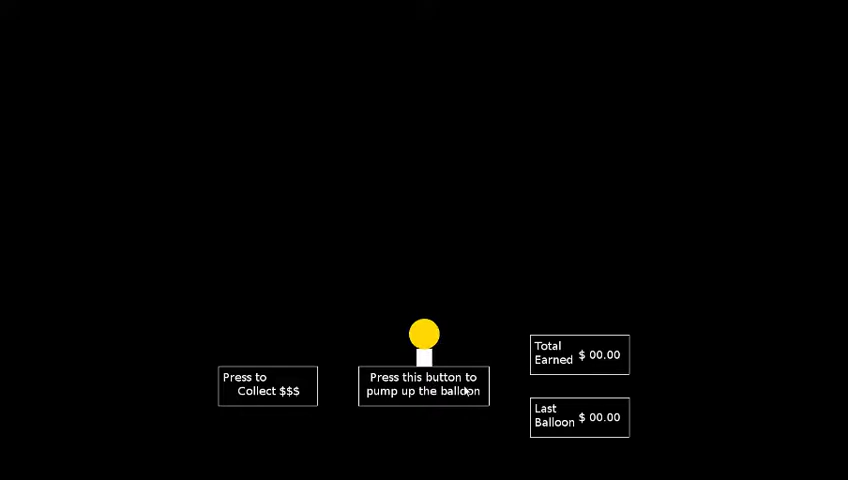 Press to
Collect $$$
Press this button to
pump up the balloon
Total
Earned $ 00.00
Last
Balloon $ 00.00